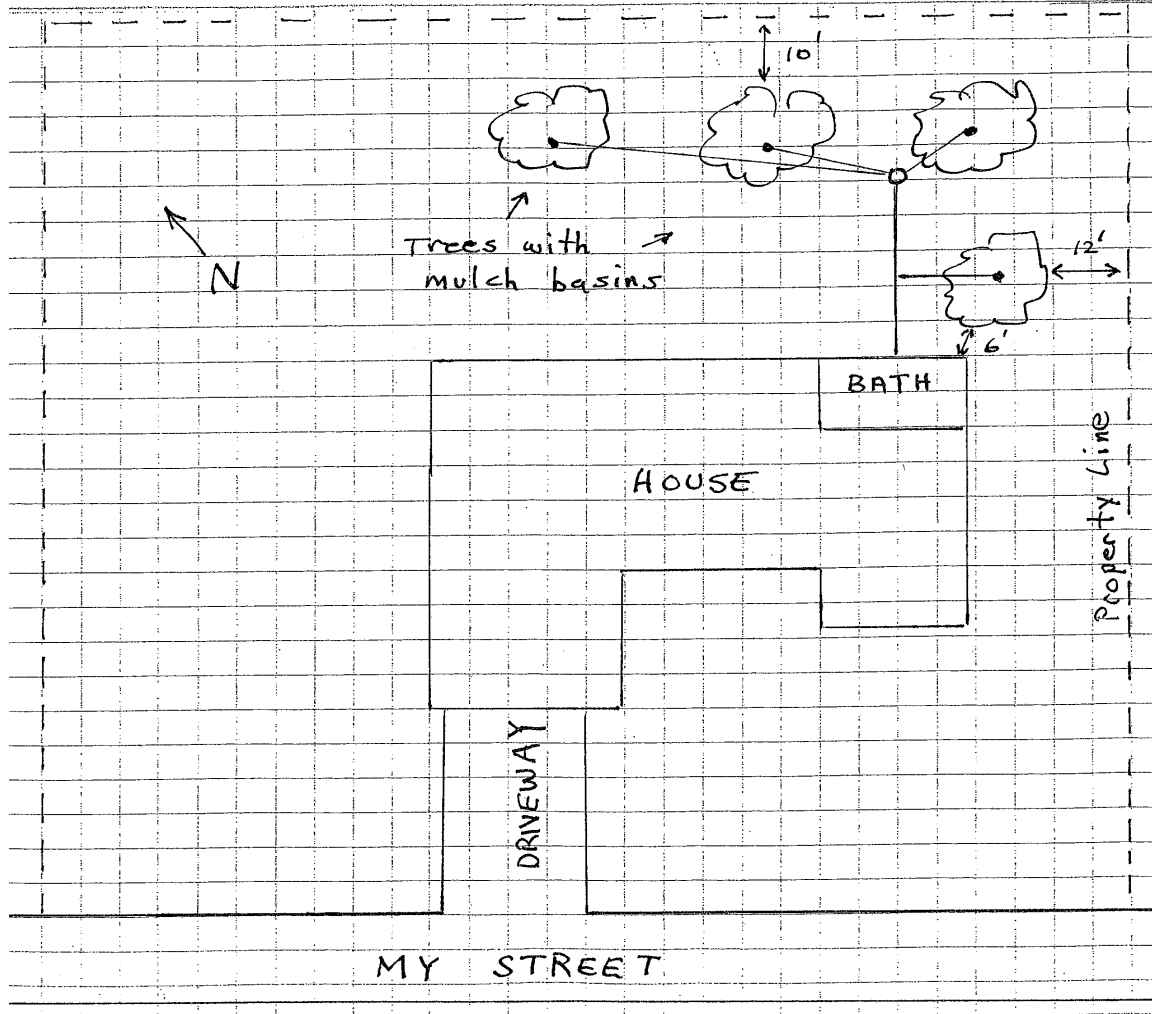 10'
Trees with
mulch basins
N
12'
6'
BATH
HOUSE
Property Line
DRIVEWAY
MY STREET